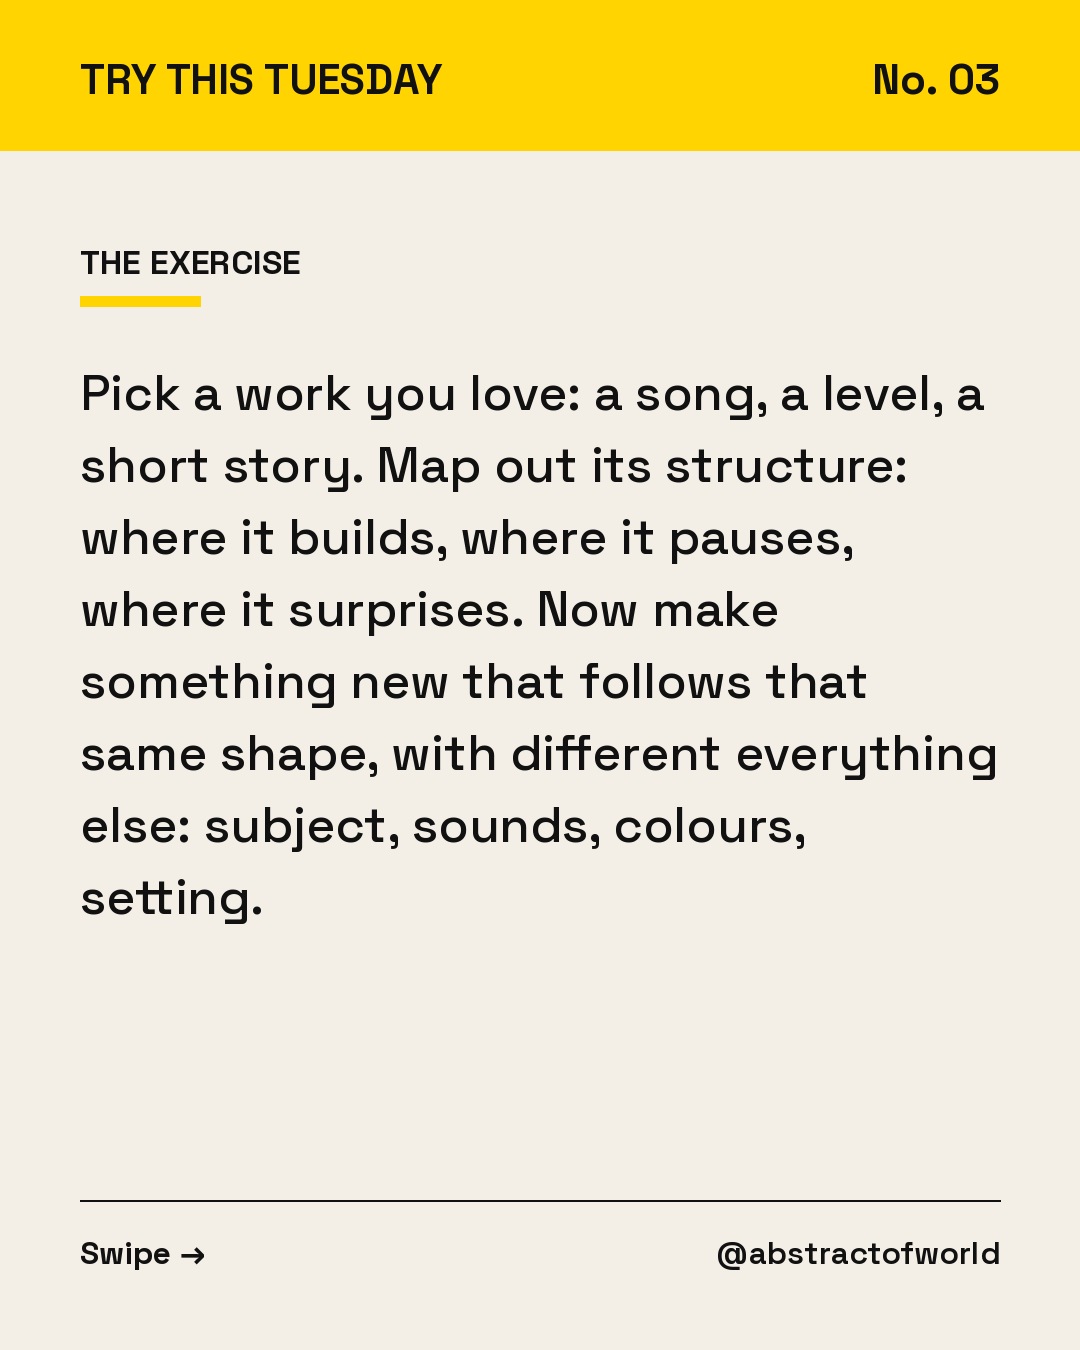 TRY THIS TUESDAY
No. 03
THE EXERCISE
Pick a work you love: a song, a level, a
short story. Map out its structure:
where it builds, where it pauses,
where it surprises. Now make
something new that follows that
same shape, with different everything
else: subject, sounds, colours,
setting.
Swipe →
@abstractofworld